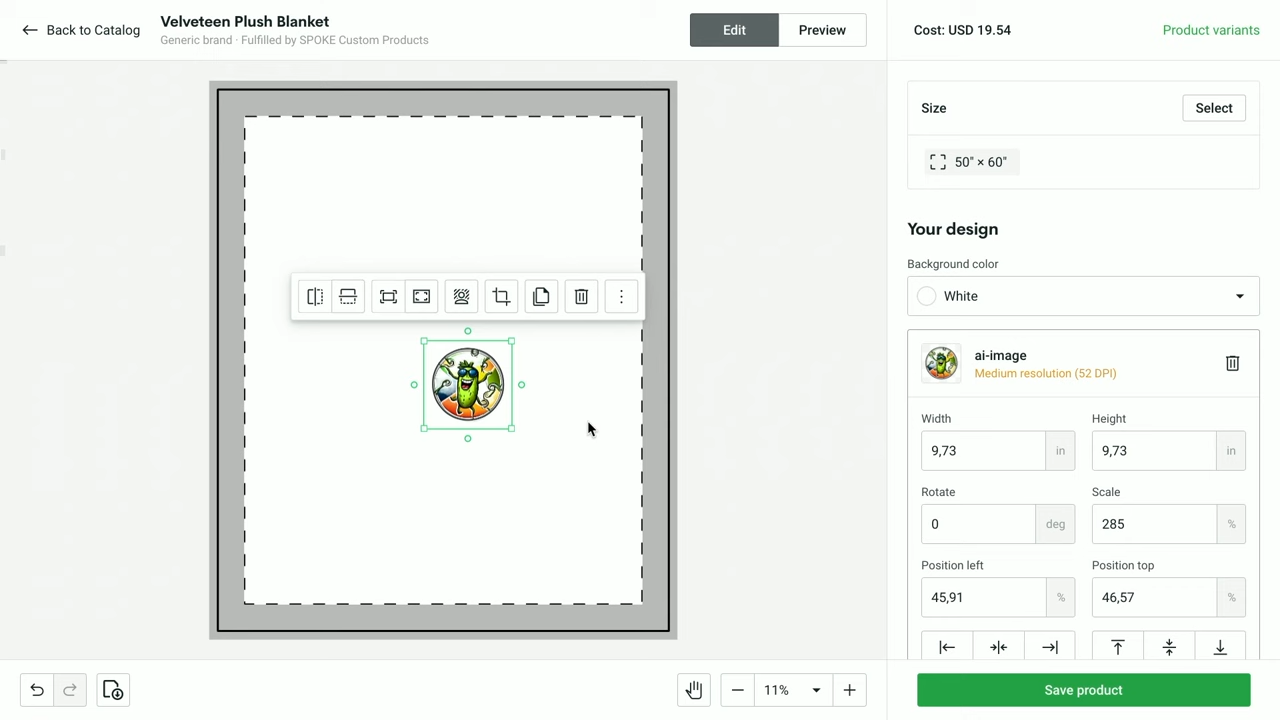 Back to Catalog
Velveteen Plush Blanket
Generic brand · Fulfilled by SPOKE Custom Products
Edit
Preview
Cost: USD 19.54
Product variants
Size
Select
50" × 60"
Your design
Background color
White
ai-image
Medium resolution (52 DPI)
Width
Height
9,73
in
9,73
in
Rotate
Scale
0
deg
285
%
Position left
Position top
45,91
%
46,57
%
11%
Save product